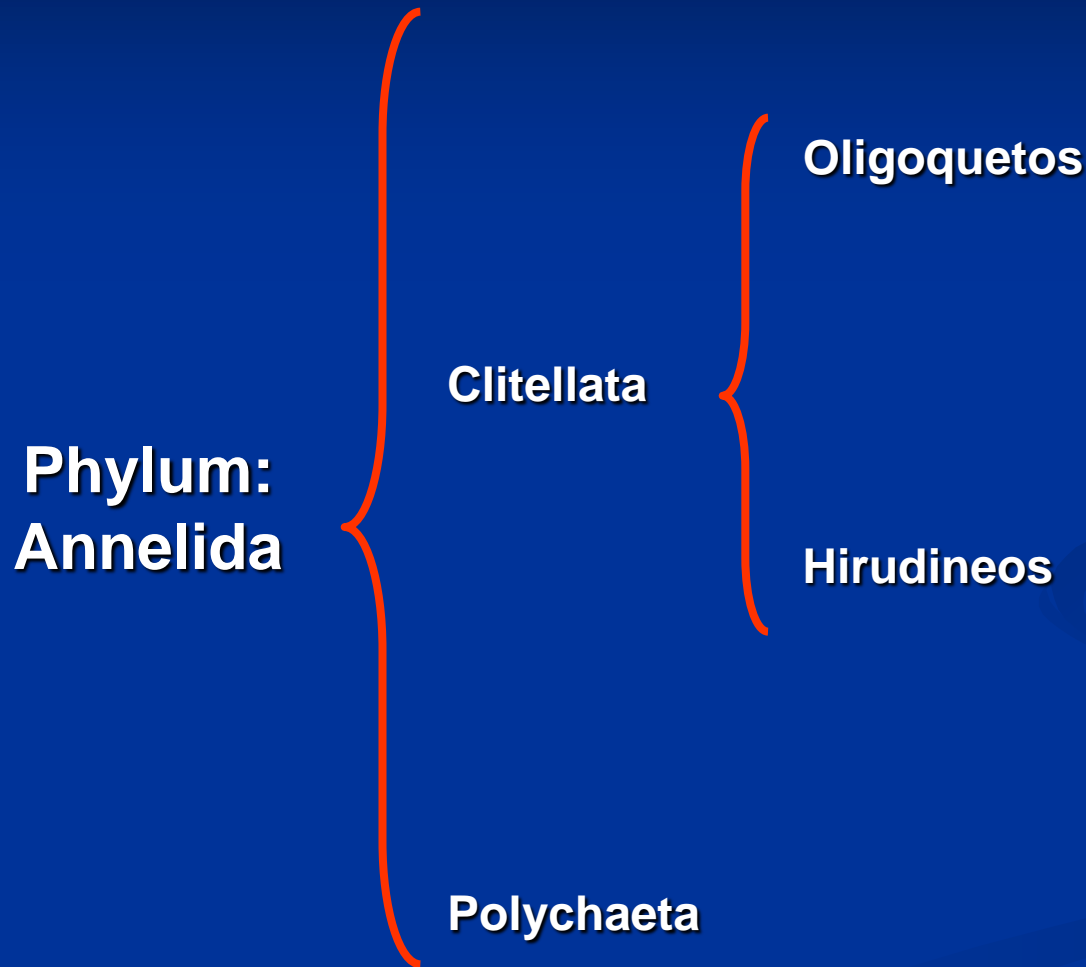 Phylum:
Annelida
Clitellata
Oligoquetos
Hirudineos
Polychaeta